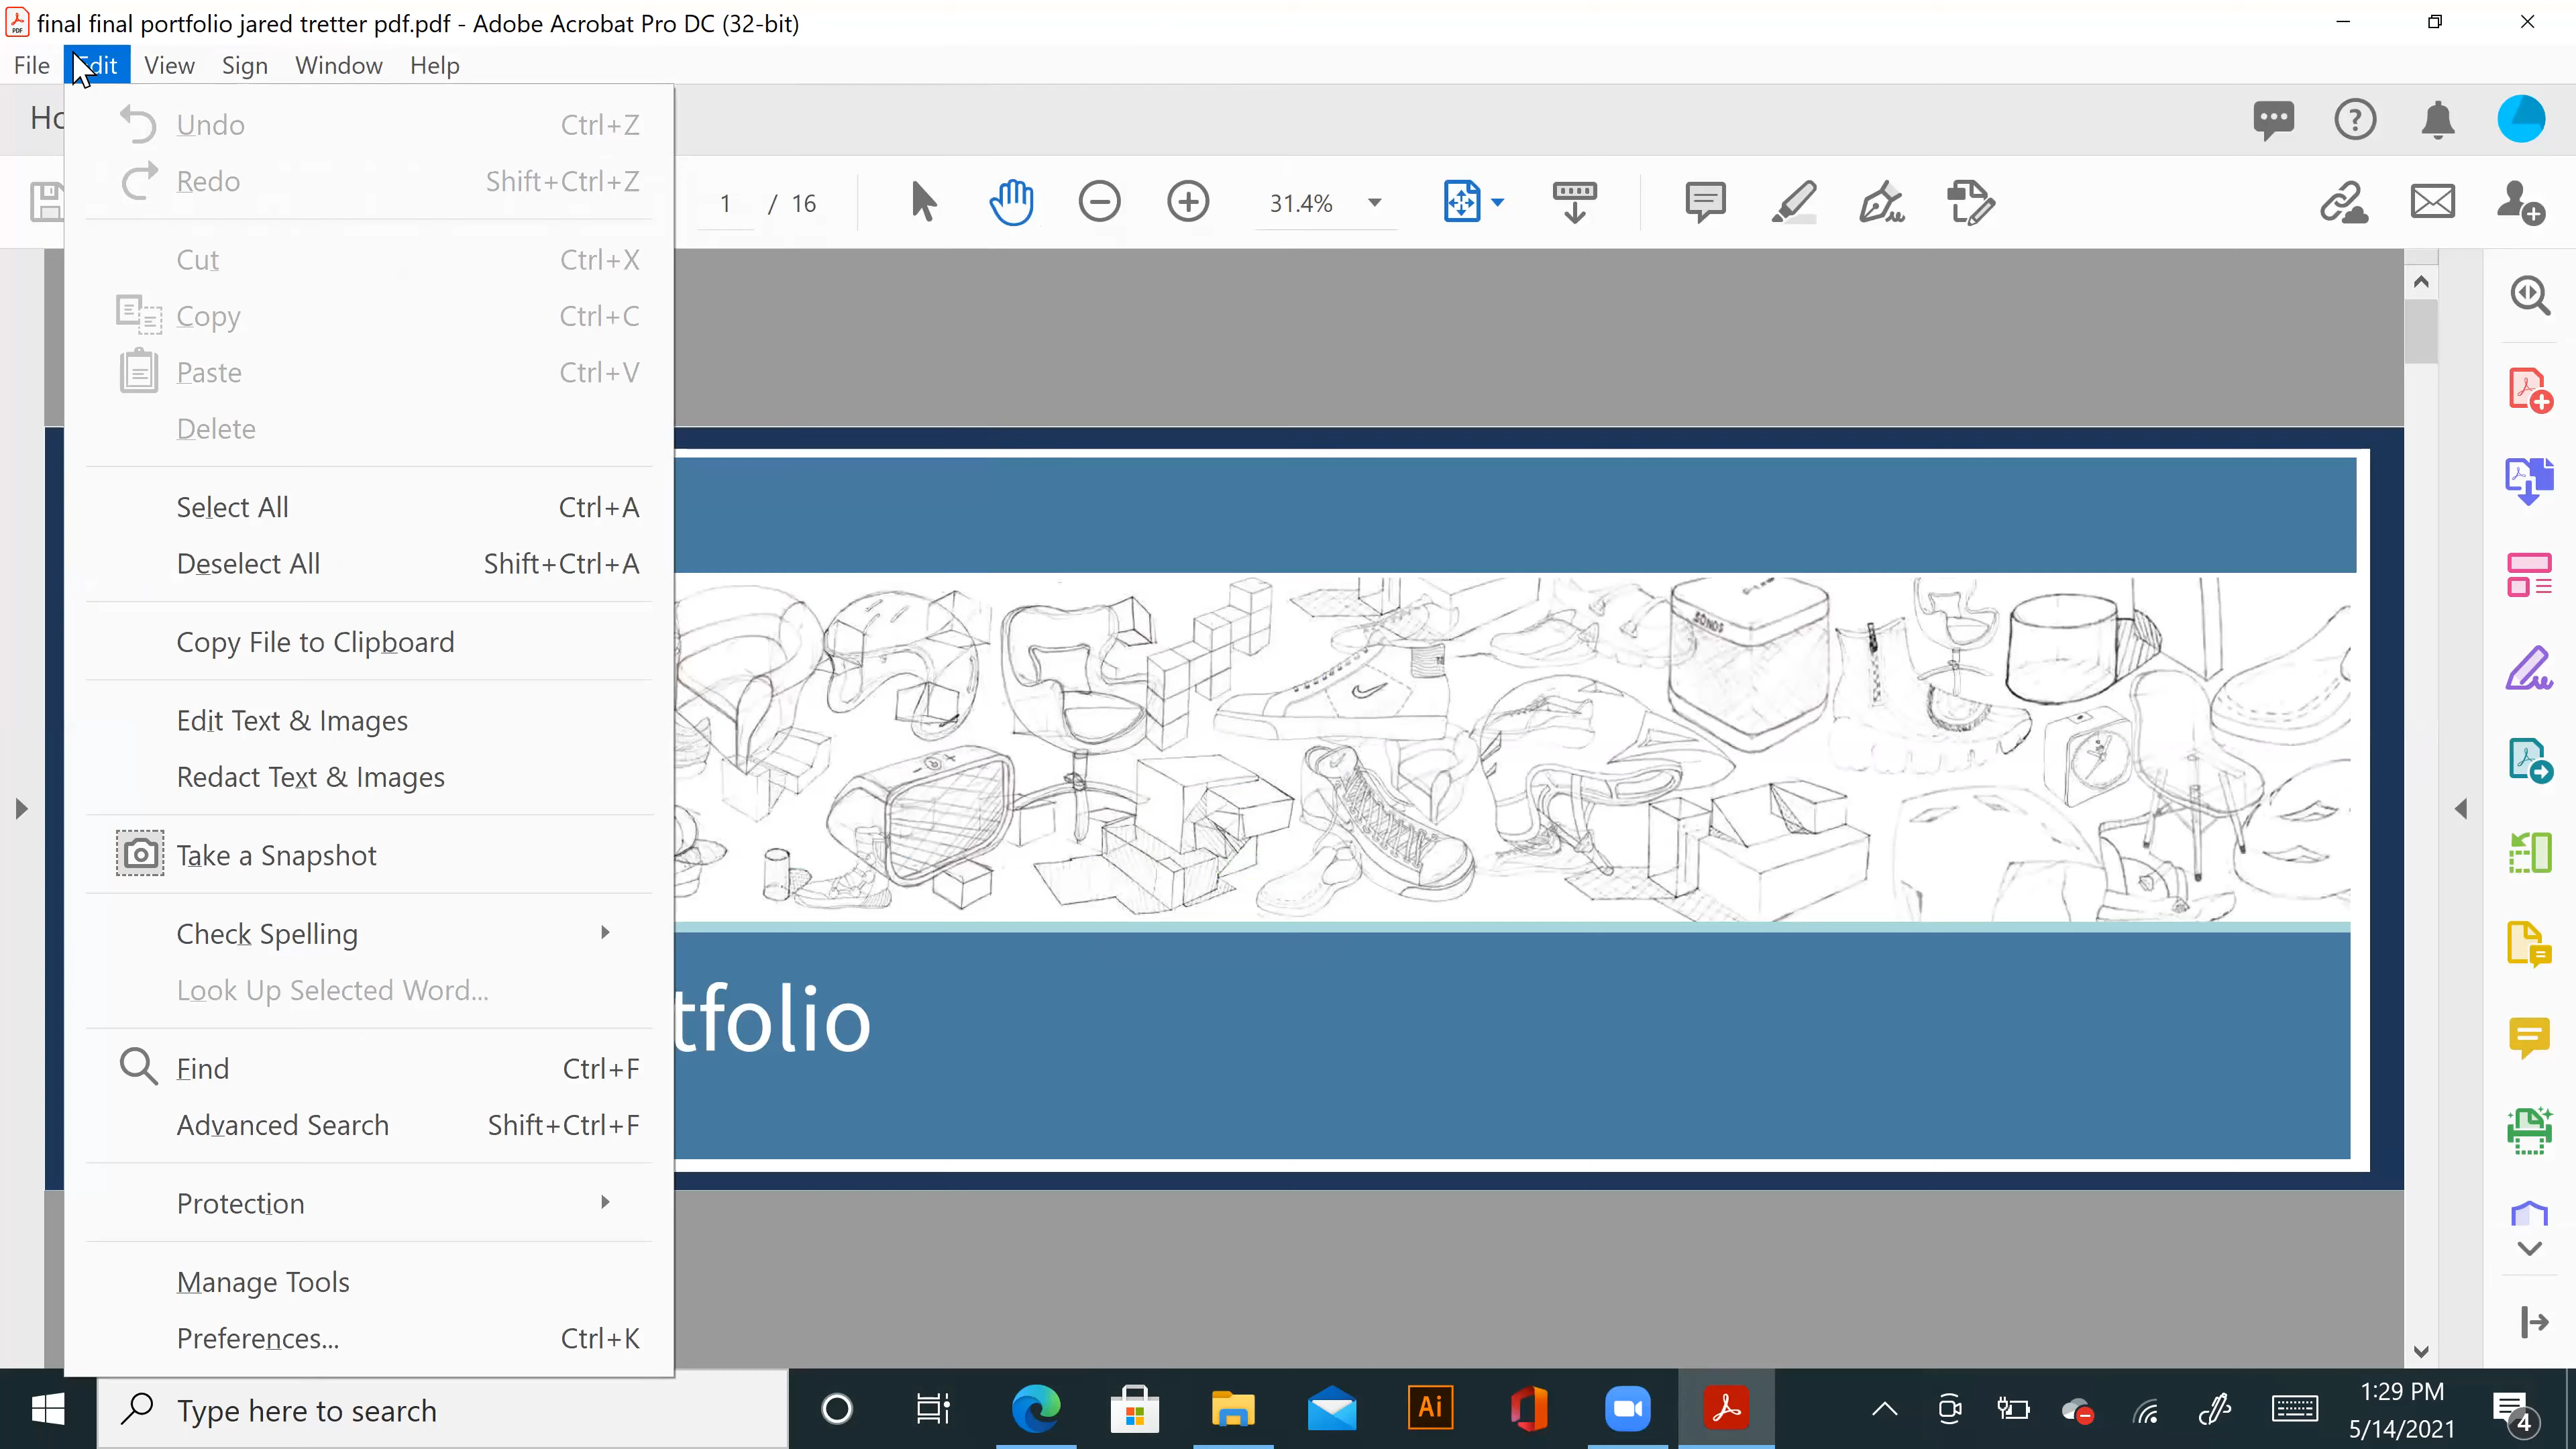 final final portfolio jared tretter pdf.pdf - Adobe Acrobat Pro DC (32-bit)
File Edit View Sign Window Help
Undo Ctrl+Z
Redo Shift+Ctrl+Z
1 / 16 31.4%
Cut Ctrl+X
Copy Ctrl+C
Paste Ctrl+V
Delete
Select All Ctrl+A
Deselect All Shift+Ctrl+A
Copy File to Clipboard
Edit Text & Images
Redact Text & Images
Take a Snapshot
Check Spelling
Look Up Selected Word...
Find Ctrl+F
Advanced Search Shift+Ctrl+F
Protection
Manage Tools
Preferences... Ctrl+K
SONOS
tfolio
Type here to search
Ai
1:29 PM
5/14/2021
4